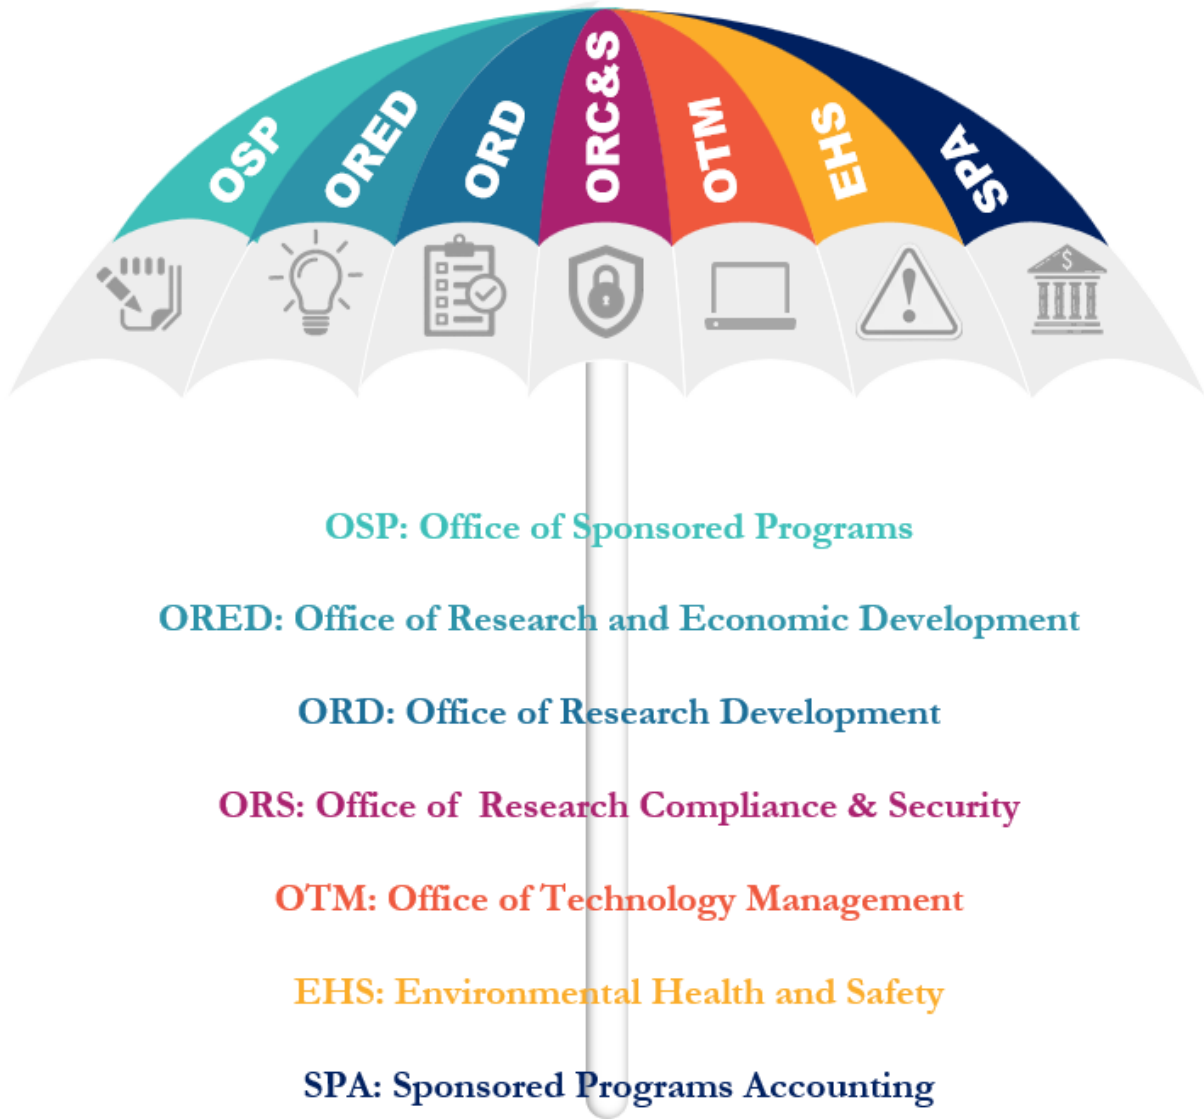 OSP
ORED
ORD
ORC&S
OTM
EHS
SPA
$
OSP: Office of Sponsored Programs
ORED: Office of Research and Economic Development
ORD: Office of Research Development
ORS: Office of  Research Compliance & Security
OTM: Office of Technology Management
EHS: Environmental Health and Safety
SPA: Sponsored Programs Accounting